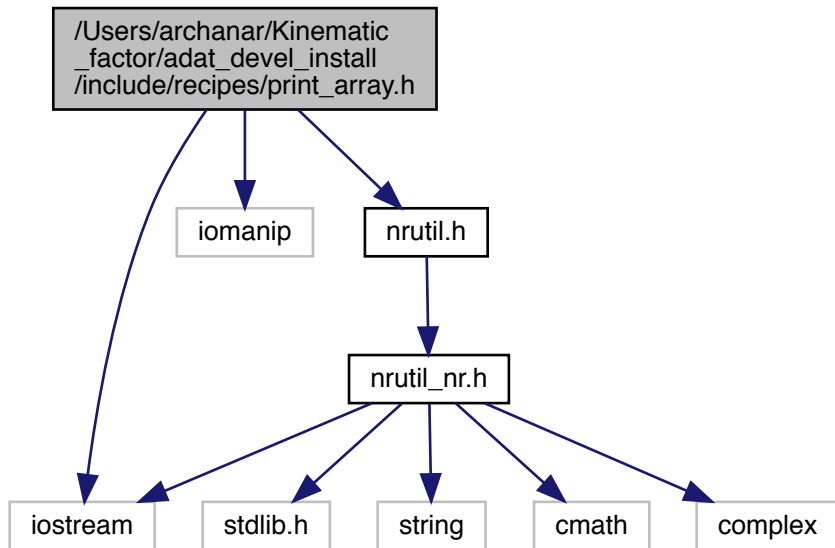 /Users/archanar/Kinematic
_factor/adat_devel_install
/include/recipes/print_array.h
iomanip
nrutil.h
nrutil_nr.h
iostream
stdlib.h
string
cmath
complex